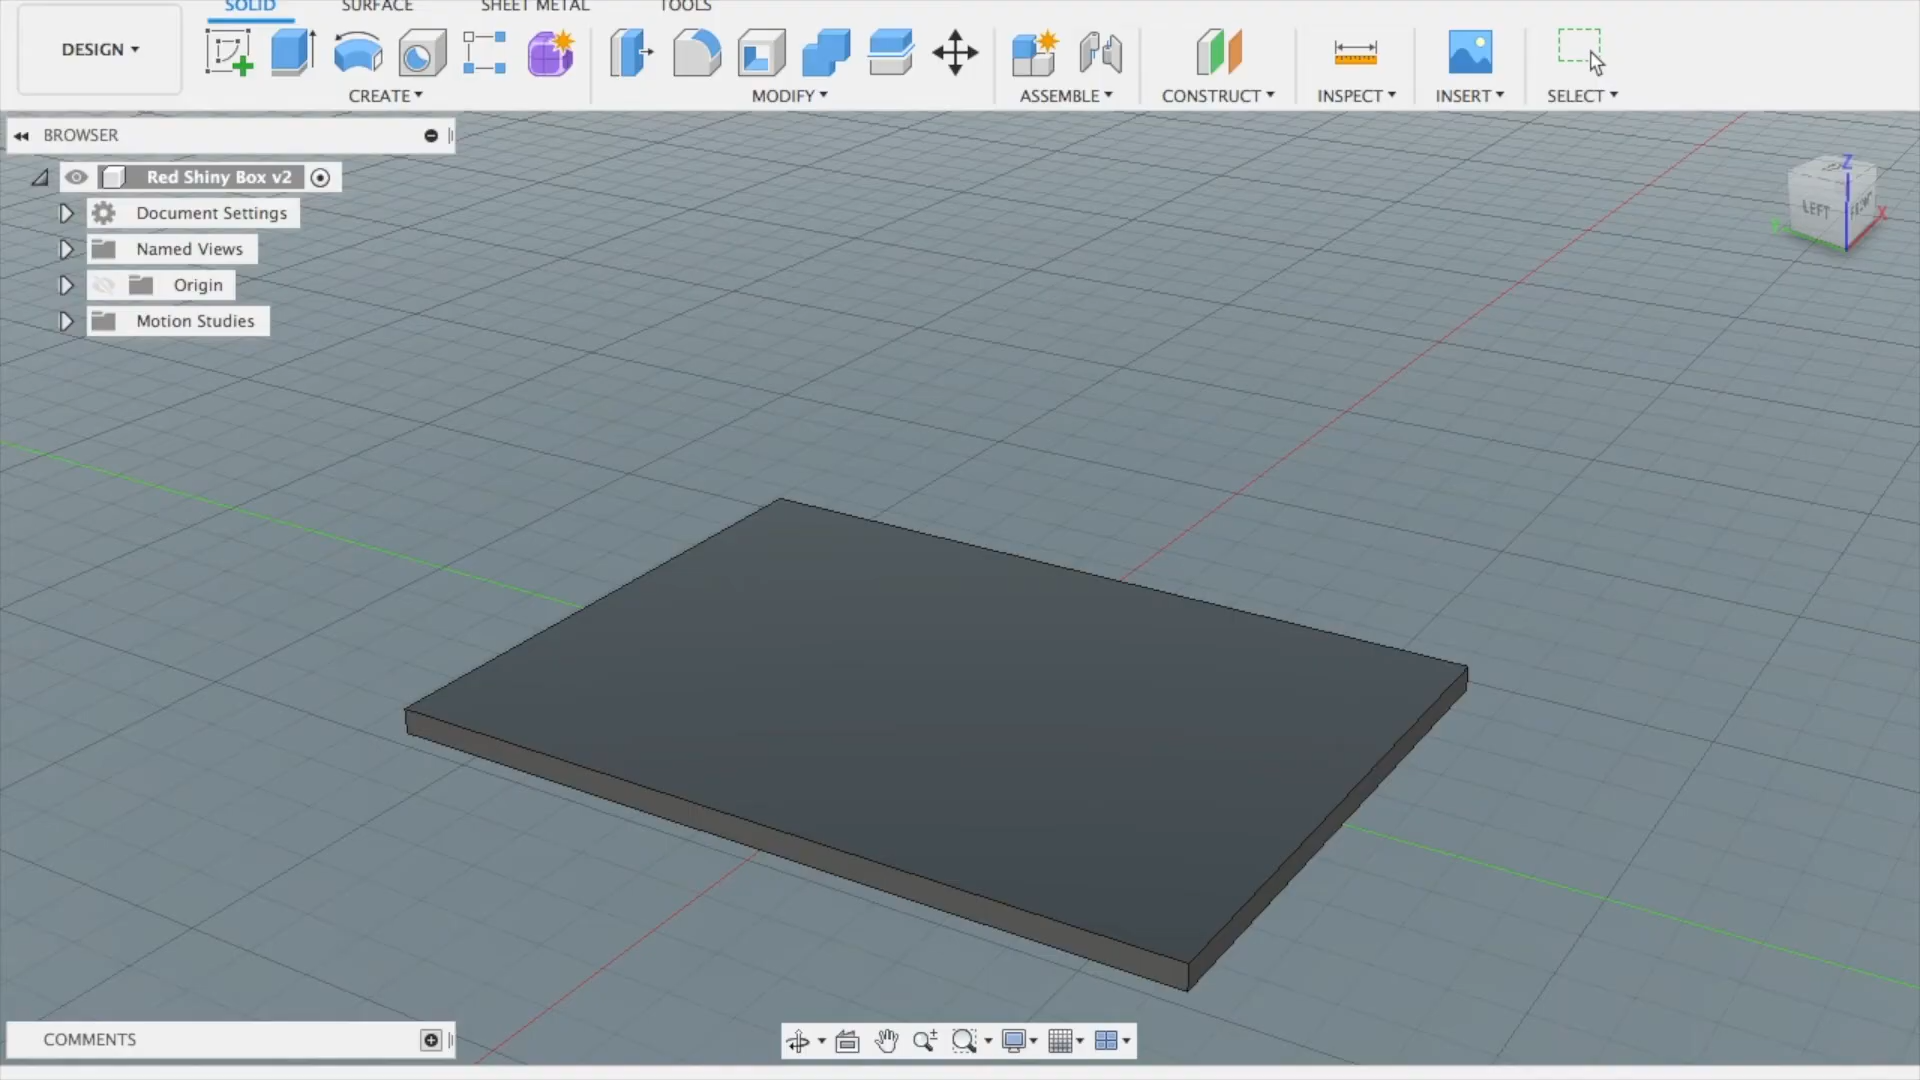 SOLID SURFACE SHEET METAL TOOLS
DESIGN
CREATE MODIFY ASSEMBLE CONSTRUCT INSPECT INSERT SELECT
BROWSER
Red Shiny Box v2
Document Settings
Named Views
Origin
Motion Studies
Z
LEFT FRONT
Y
X
COMMENTS